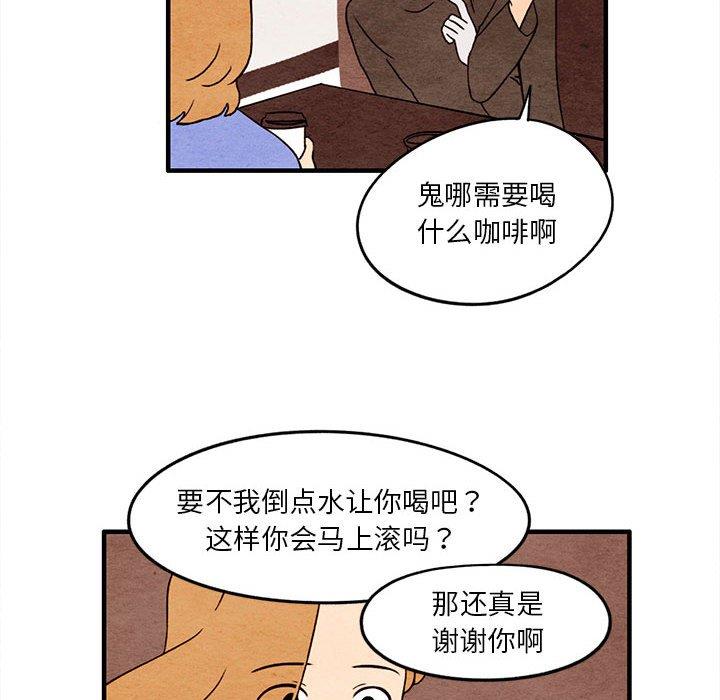 鬼哪需要喝
什么咖啡啊
要不我倒点水让你喝吧？
这样你会马上滚吗？
那还真是
谢谢你啊